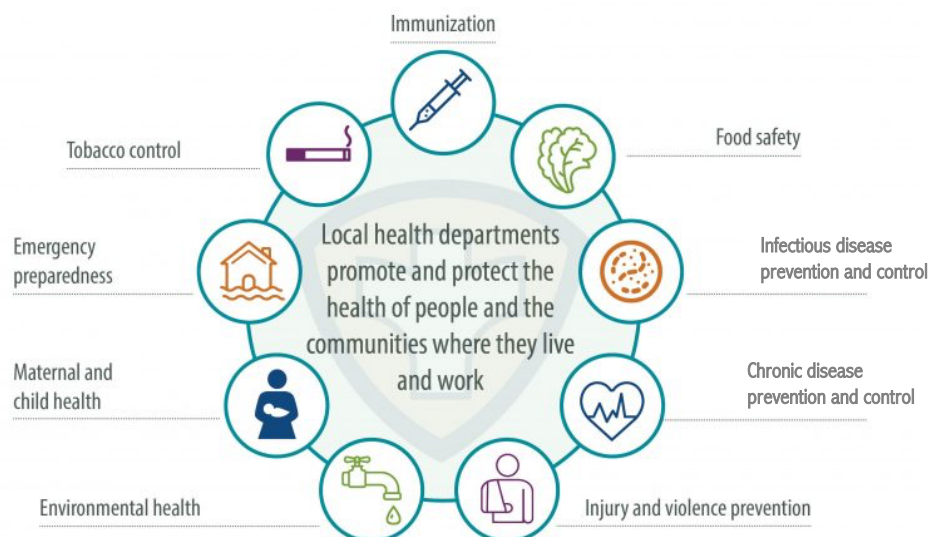 Immunization
Tobacco control
Food safety
Emergency
preparedness
Local health departments
promote and protect the
health of people and the
communities where they live
and work
Infectious disease
prevention and control
Maternal and
child health
Chronic disease
prevention and control
Environmental health
Injury and violence prevention